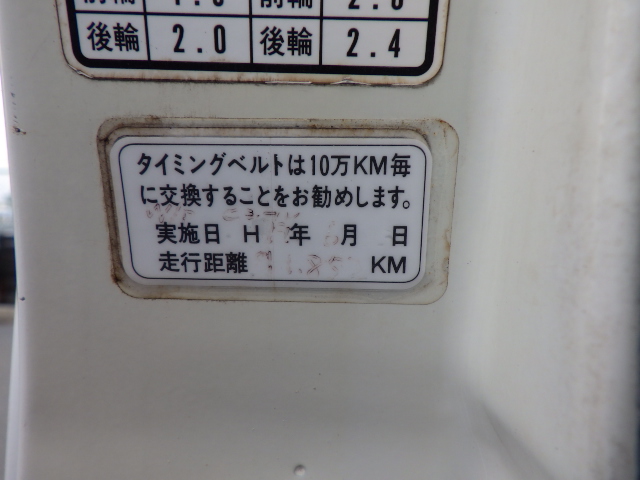 後輪 2.0 後輪 2.4
タイミングベルトは10万KM毎
に交換することをお勧めします。
実施日 H 年 月 日
走行距離 KM